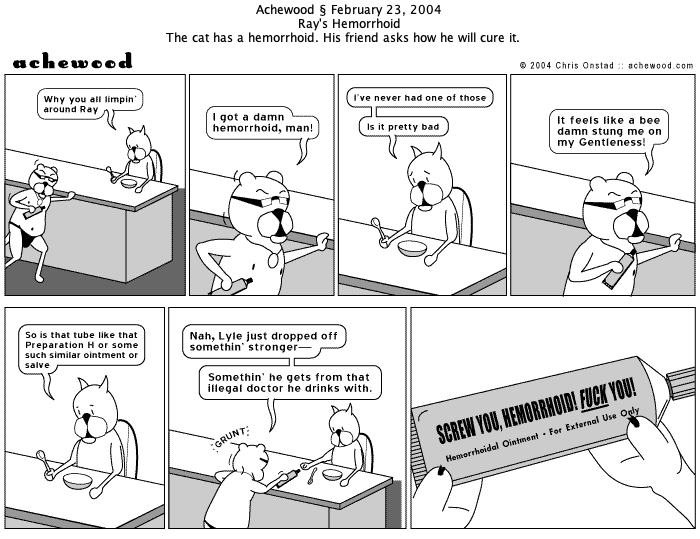 Achewood § February 23, 2004
Ray's Hemorrhoid
The cat has a hemorrhoid. His friend asks how he will cure it.
achewood
© 2004 Chris Onstad :: achewood.com
Why you all limpin'
around Ray
I got a damn
hemorrhoid, man!
I've never had one of those
Is it pretty bad
It feels like a bee
damn stung me on
my Gentleness!
So is that tube like that
Preparation H or some
such similar ointment or
salve
Nah, Lyle just dropped off
somethin' stronger—
Somethin' he gets from that
illegal doctor he drinks with.
GRUNT
SCREW YOU, HEMORRHOID! FUCK YOU!
Hemorrhoidal Ointment · For External Use Only